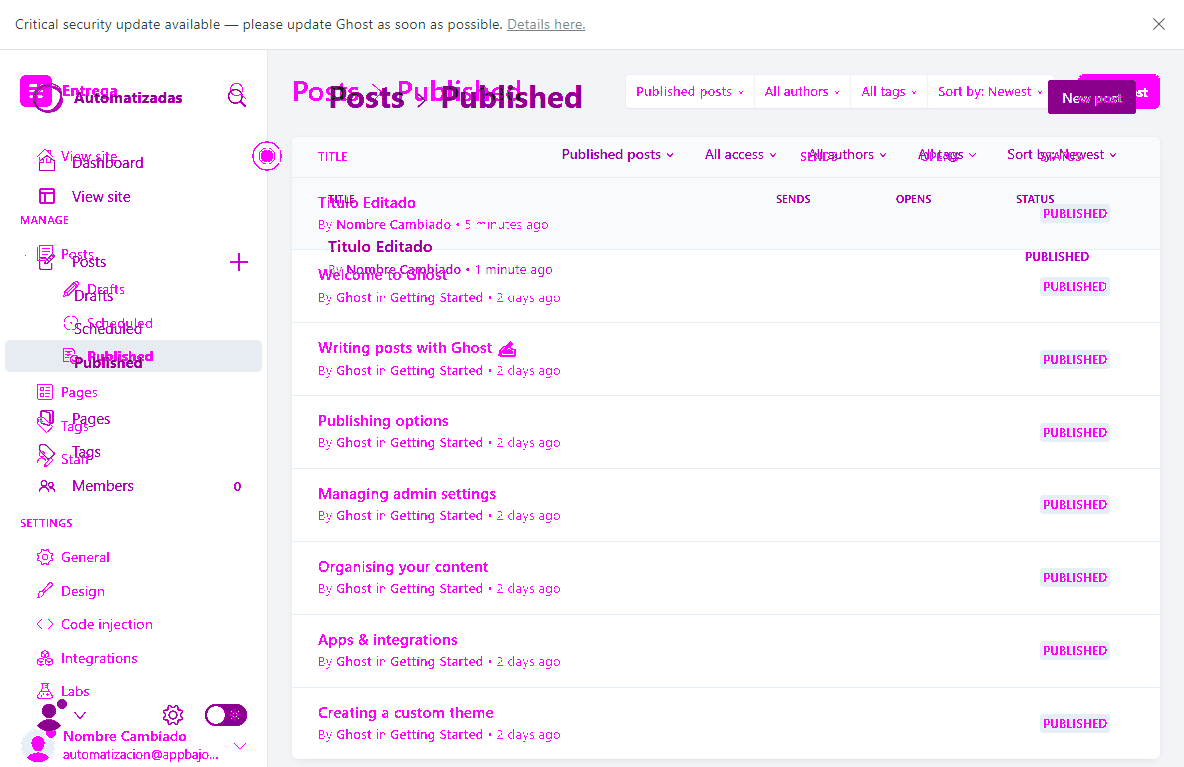 Critical security update available — please update Ghost as soon as possible. Details here.
Entrega
Automatizadas
Posts > Published
Posts > Published
Published posts
All authors
All tags
Sort by: Newest
New post
View site
Dashboard
View site
TITLE
SENDS
OPENS
STATUS
Published posts
All access
All authors
All tags
Sort by: Newest
MANAGE
TITLE
SENDS
OPENS
STATUS
Titulo Editado
By Nombre Cambiado • 5 minutes ago
PUBLISHED
Titulo Editado
By Nombre Cambiado • 1 minute ago
PUBLISHED
Posts
Posts
Drafts
Drafts
Scheduled
Scheduled
Published
Published
Pages
Pages
Tags
Tags
Staff
Members 0
Welcome to Ghost
By Ghost in Getting Started • 2 days ago
PUBLISHED
Writing posts with Ghost ✍
By Ghost in Getting Started • 2 days ago
PUBLISHED
Publishing options
By Ghost in Getting Started • 2 days ago
PUBLISHED
Managing admin settings
By Ghost in Getting Started • 2 days ago
PUBLISHED
SETTINGS
General
Design
Code injection
Integrations
Labs
Organising your content
By Ghost in Getting Started • 2 days ago
PUBLISHED
Apps & integrations
By Ghost in Getting Started • 2 days ago
PUBLISHED
Creating a custom theme
By Ghost in Getting Started • 2 days ago
PUBLISHED
Nombre Cambiado
automatizacion@appbajo...